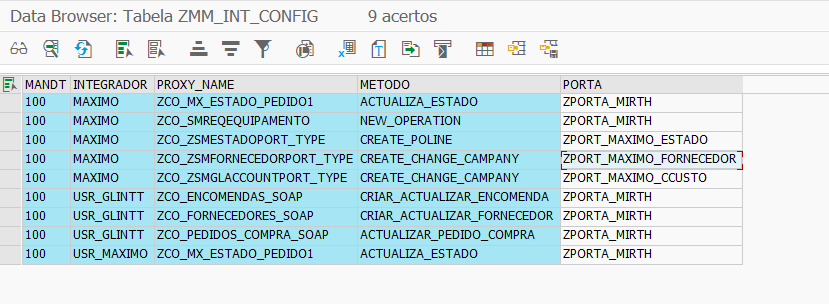 Data Browser: Tabela ZMM_INT_CONFIG 9 acertos
MANDT INTEGRADOR PROXY_NAME METODO PORTA
100 MAXIMO ZCO_MX_ESTADO_PEDIDO1 ACTUALIZA_ESTADO ZPORTA_MIRTH
100 MAXIMO ZCO_SMREQEQUIPAMENTO NEW_OPERATION ZPORTA_MIRTH
100 MAXIMO ZCO_ZSMESTADOPORT_TYPE CREATE_POLINE ZPORT_MAXIMO_ESTADO
100 MAXIMO ZCO_ZSMFORNECEDORPORT_TYPE CREATE_CHANGE_COMPANY ZPORT_MAXIMO_FORNECEDOR
100 MAXIMO ZCO_ZSMGLACCOUNTPORT_TYPE CREATE_CHANGE_CAMPANY ZPORT_MAXIMO_CCUSTO
100 USR_GLINTT ZCO_ENCOMENDAS_SOAP CRIAR_ACTUALIZAR_ENCOMENDA ZPORTA_MIRTH
100 USR_GLINTT ZCO_FORNECEDORES_SOAP CRIAR_ACTUALIZAR_FORNECEDOR ZPORTA_MIRTH
100 USR_GLINTT ZCO_PEDIDOS_COMPRA_SOAP ACTUALIZAR_PEDIDO_COMPRA ZPORTA_MIRTH
100 USR_MAXIMO ZCO_MX_ESTADO_PEDIDO1 ACTUALIZA_ESTADO ZPORTA_MIRTH